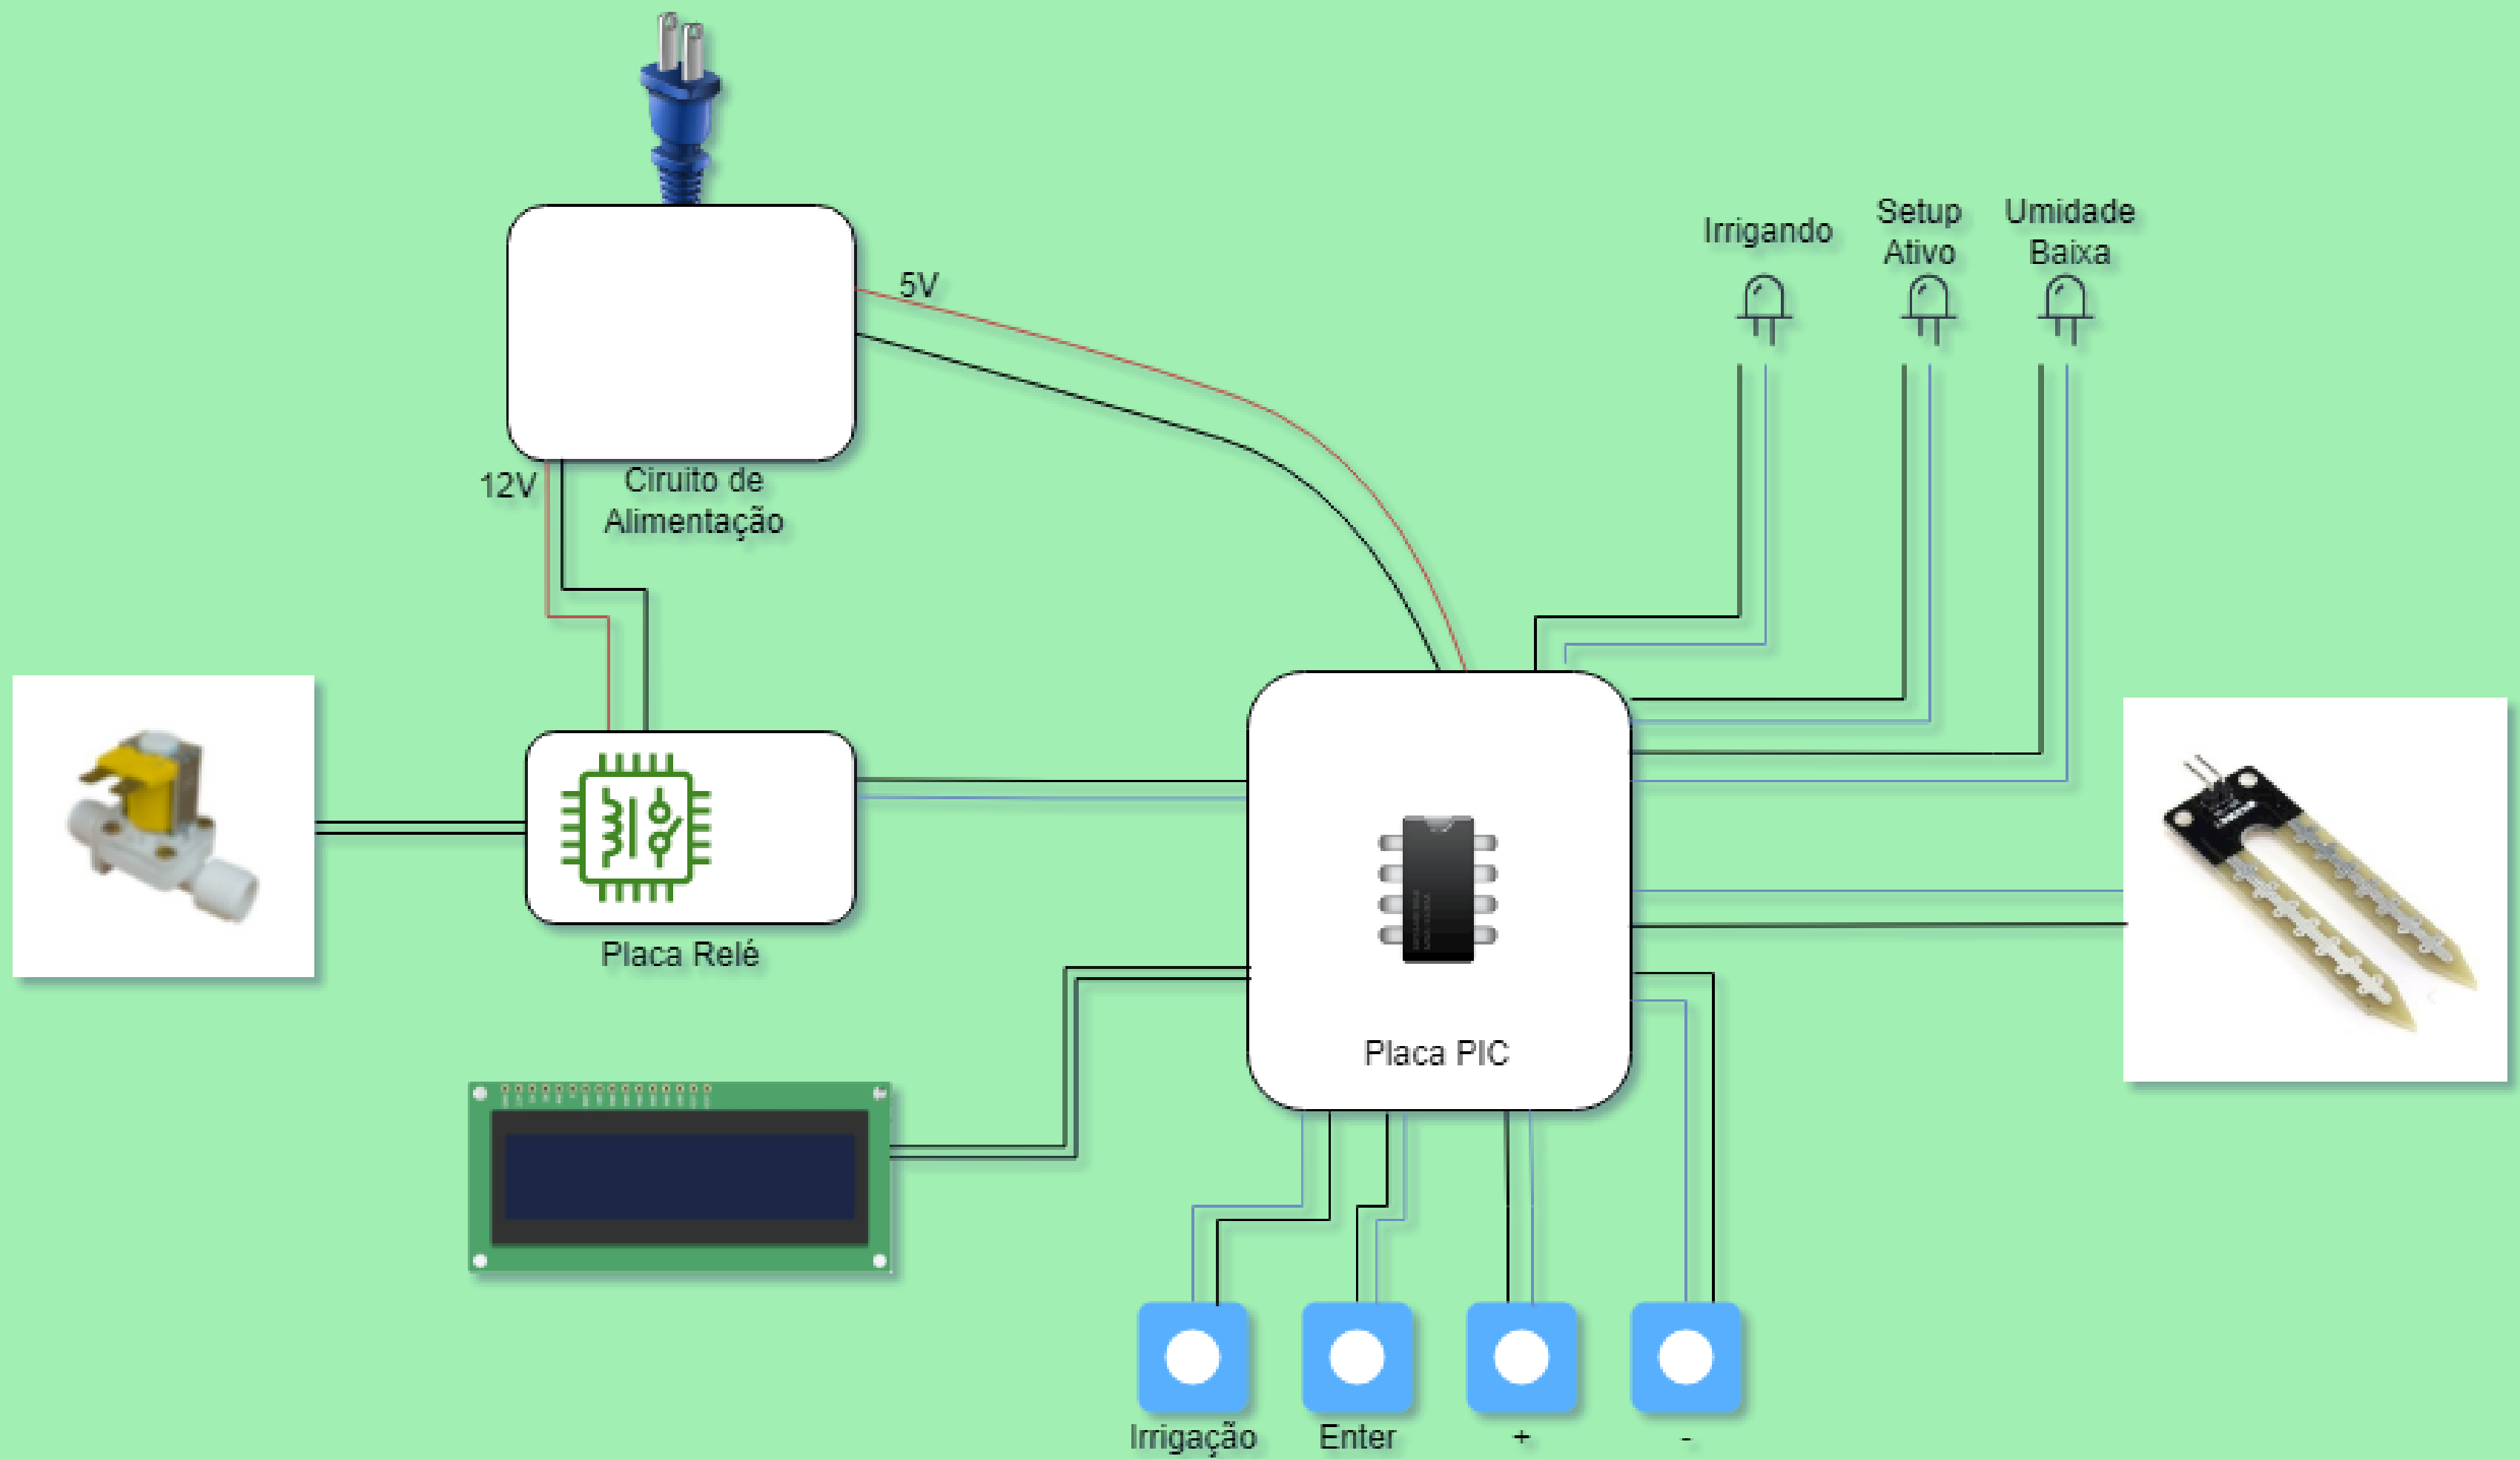 Irrigando
Setup
Ativo
Umidade
Baixa
5V
12V
Ciruito de
Alimentação
Placa Relé
Placa PIC
Irrigação
Enter
+
-